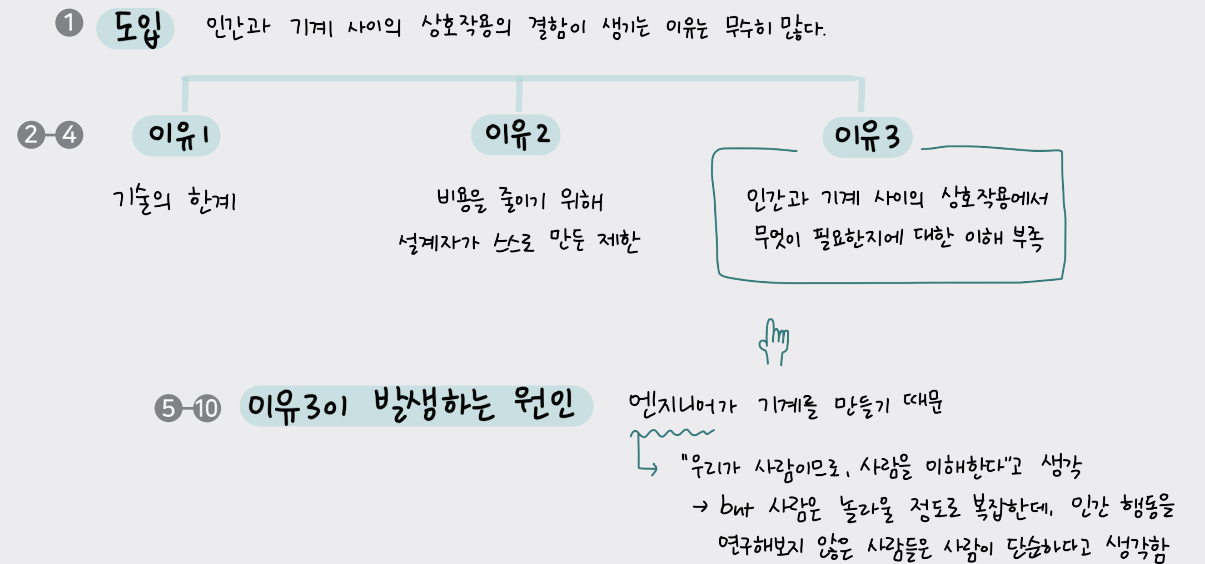 1 도입 인간과 기계 사이의 상호작용의 결함이 생기는 이유는 무수히 많다.
2-4 이유1 이유2 이유3
기술의 한계
비용을 줄이기 위해
설계자가 스스로 만든 제한
인간과 기계 사이의 상호작용에서
무엇이 필요한지에 대한 이해 부족
5-10 이유3이 발생하는 원인 엔지니어가 기계를 만들기 때문
"우리가 사람이므로, 사람을 이해한다"고 생각
→ but 사람은 놀라울 정도로 복잡한데, 인간 행동을
연구해보지 않은 사람들은 사람이 단순하다고 생각함